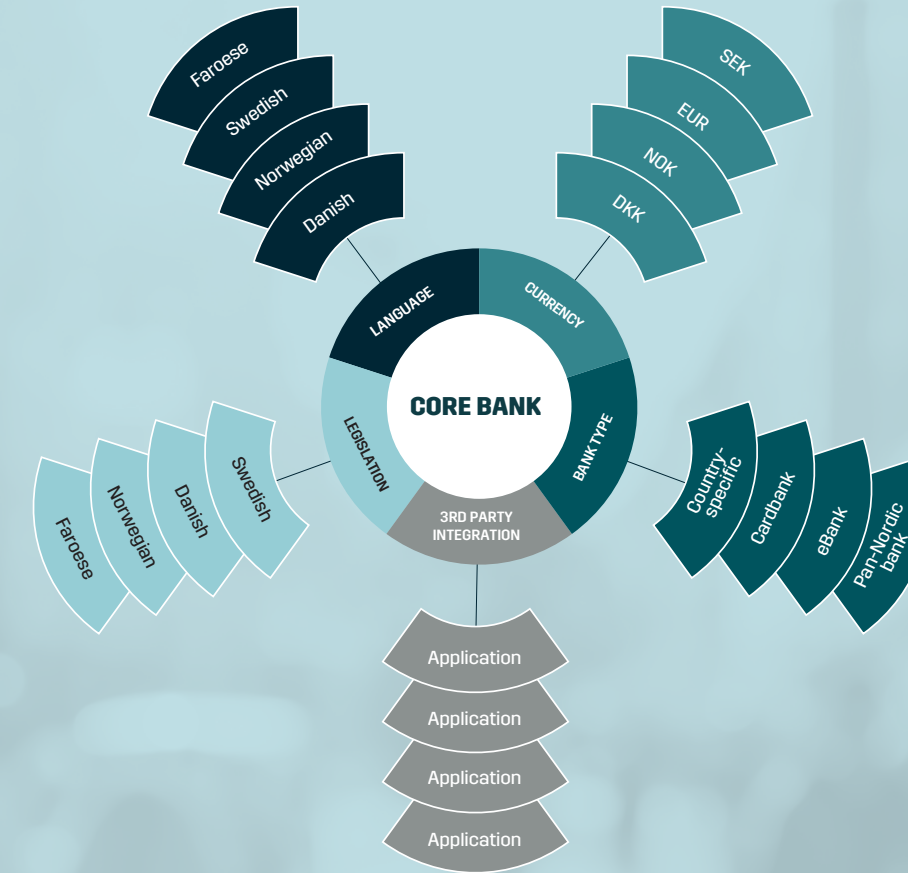 Faroese
Swedish
Norwegian
Danish
SEK
EUR
NOK
DKK
LANGUAGE
CURRENCY
CORE BANK
LEGISLATION
BANK TYPE
3RD PARTY
INTEGRATION
Swedish
Danish
Norwegian
Faroese
Country-
specific
Cardbank
eBank
Pan-Nordic
bank
Application
Application
Application
Application